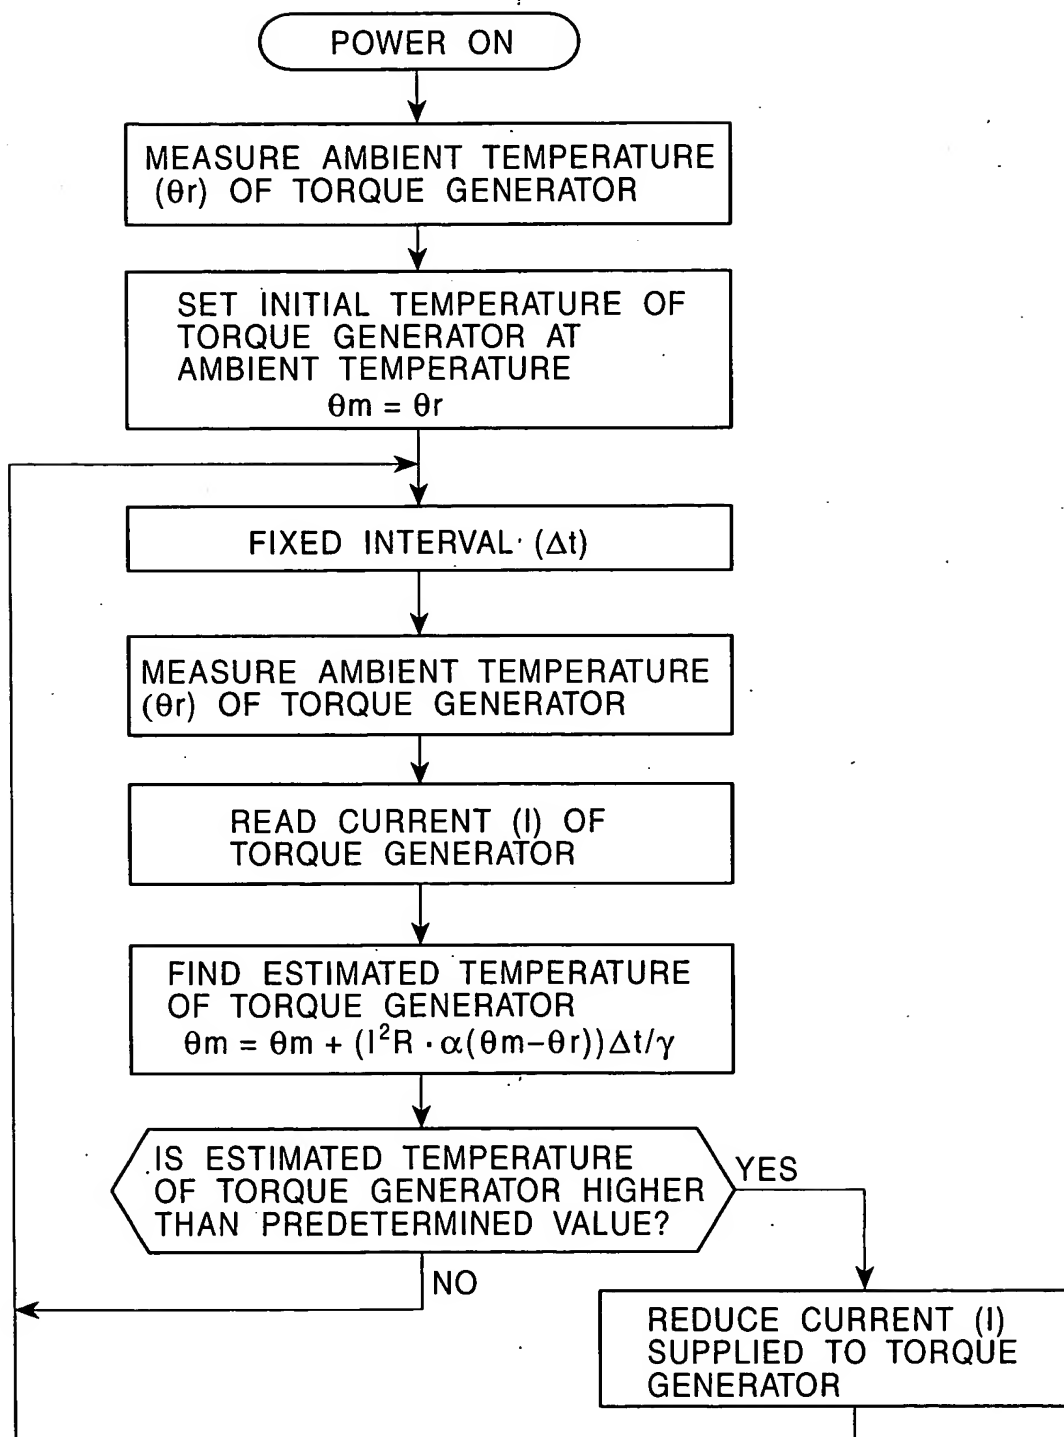 POWER ON
MEASURE AMBIENT TEMPERATURE
(θr) OF TORQUE GENERATOR
SET INITIAL TEMPERATURE OF
TORQUE GENERATOR AT
AMBIENT TEMPERATURE
θm = θr
FIXED INTERVAL (Δt)
MEASURE AMBIENT TEMPERATURE
(θr) OF TORQUE GENERATOR
READ CURRENT (I) OF
TORQUE GENERATOR
FIND ESTIMATED TEMPERATURE
OF TORQUE GENERATOR
θm = θm + (I²R · α(θm−θr))Δt/γ
IS ESTIMATED TEMPERATURE
OF TORQUE GENERATOR HIGHER
THAN PREDETERMINED VALUE?
YES
NO
REDUCE CURRENT (I)
SUPPLIED TO TORQUE
GENERATOR